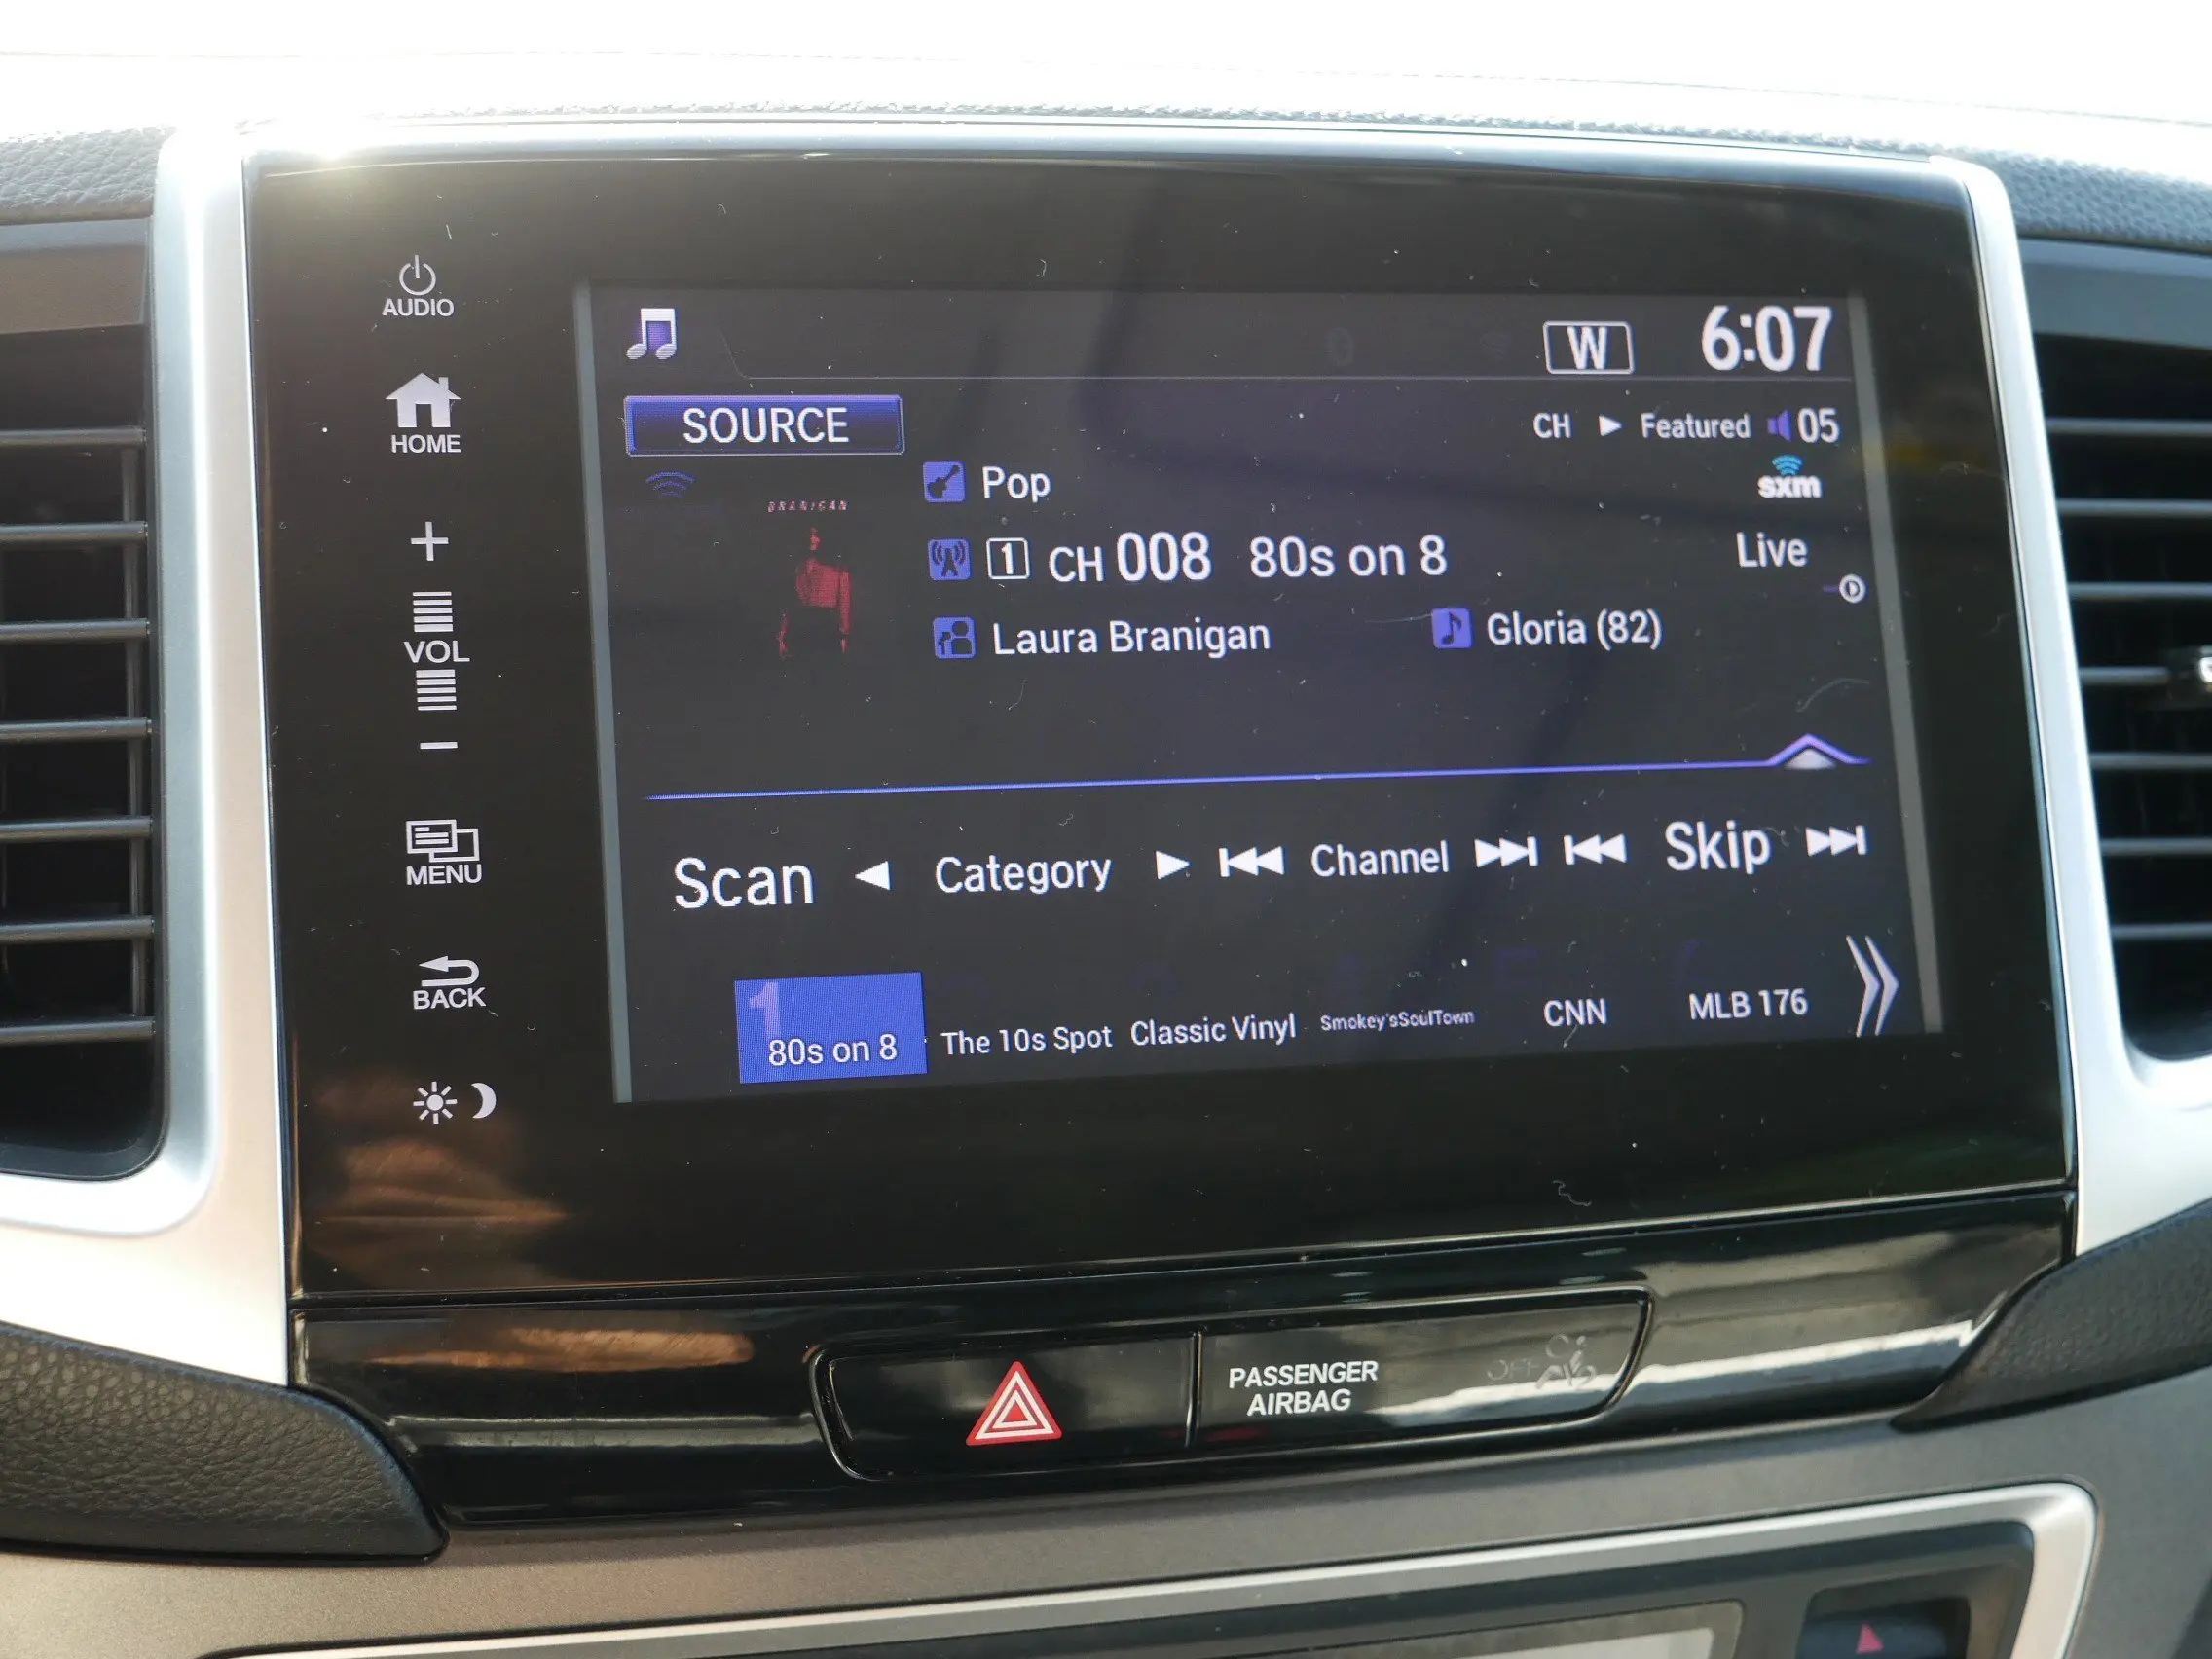 AUDIO
HOME
+
VOL
−
MENU
BACK
W 6:07
SOURCE
CH ▶ Featured 05
sxm
BRANIGAN
Pop
1 CH 008 80s on 8
Live
Laura Branigan Gloria (82)
Scan ◀ Category ▶ Channel Skip
1
80s on 8 The 10s Spot Classic Vinyl Smokey'sSoulTown CNN MLB 176
PASSENGER
AIRBAG
OFF